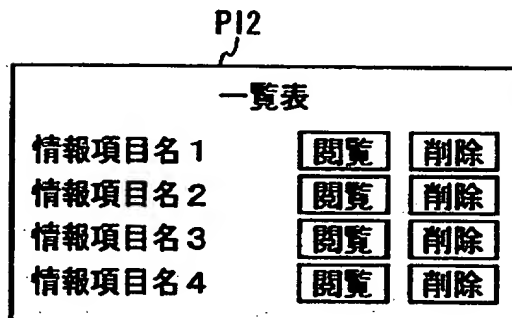 PI2
一覧表
情報項目名1 閲覧 削除
情報項目名2 閲覧 削除
情報項目名3 閲覧 削除
情報項目名4 閲覧 削除